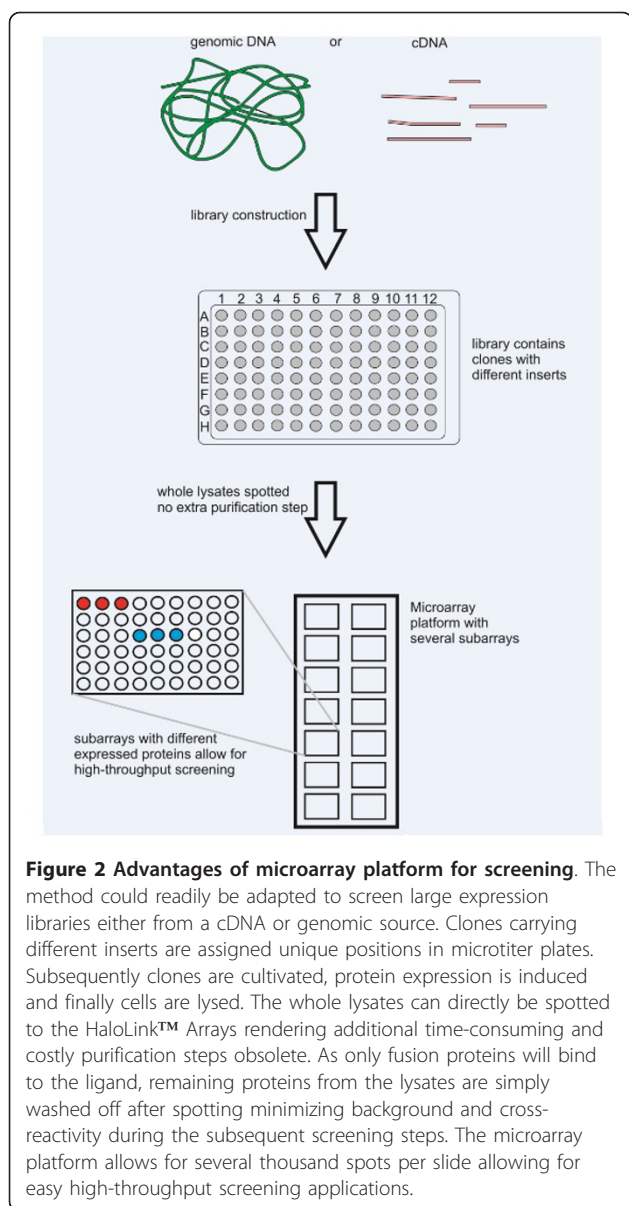 genomic DNA or cDNA
library construction
1 2 3 4 5 6 7 8 9 10 11 12
A
B
C
D
E
F
G
H
library contains
clones with
different inserts
whole lysates spotted
no extra purification step
Microarray
platform with
several subarrays
subarrays with different
expressed proteins allow for
high-throughput screening
Figure 2 Advantages of microarray platform for screening. The
method could readily be adapted to screen large expression
libraries either from a cDNA or genomic source. Clones carrying
different inserts are assigned unique positions in microtiter plates.
Subsequently clones are cultivated, protein expression is induced
and finally cells are lysed. The whole lysates can directly be spotted
to the HaloLink™ Arrays rendering additional time-consuming and
costly purification steps obsolete. As only fusion proteins will bind
to the ligand, remaining proteins from the lysates are simply
washed off after spotting minimizing background and cross-
reactivity during the subsequent screening steps. The microarray
platform allows for several thousand spots per slide allowing for
easy high-throughput screening applications.